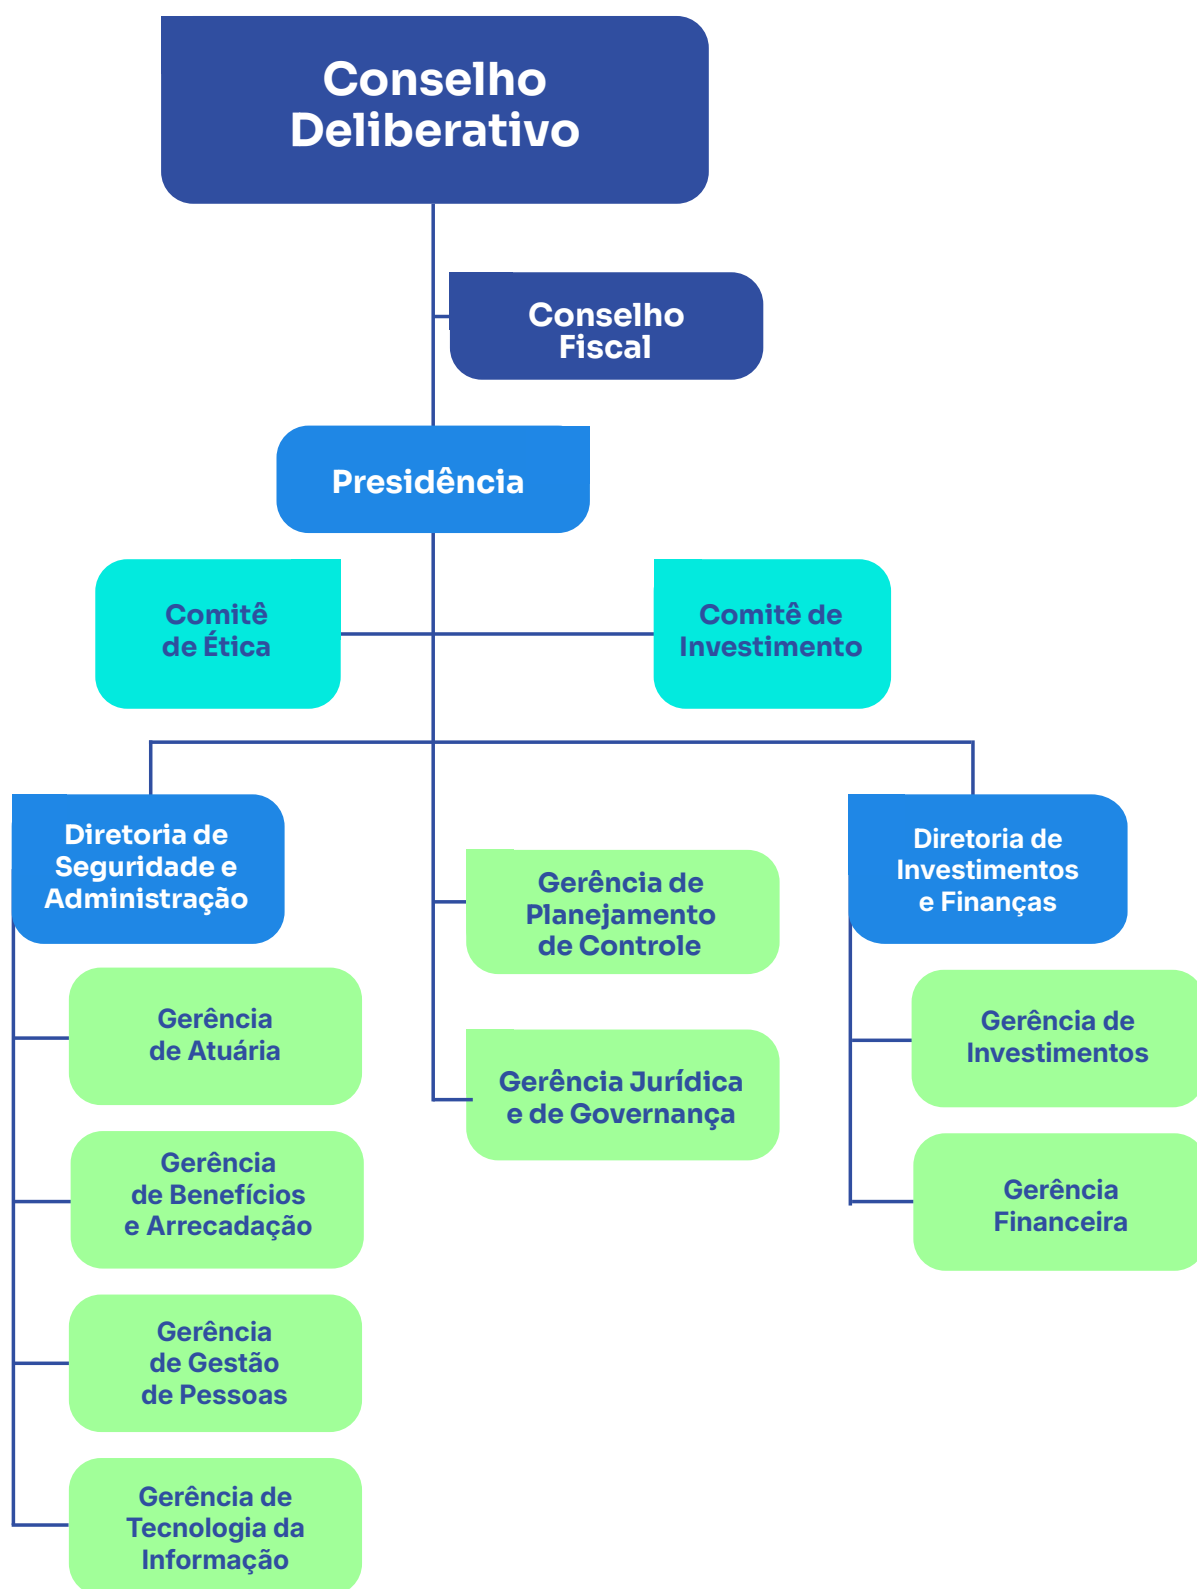 Conselho
Deliberativo
Conselho
Fiscal
Presidência
Comitê
de Ética
Comitê de
Investimento
Diretoria de
Seguridade e
Administração
Gerência
de Atuária
Gerência
de Benefícios
e Arrecadação
Gerência
de Gestão
de Pessoas
Gerência de
Tecnologia da
Informação
Gerência de
Planejamento
de Controle
Gerência Jurídica
e de Governança
Diretoria de
Investimentos
e Finanças
Gerência de
Investimentos
Gerência
Financeira